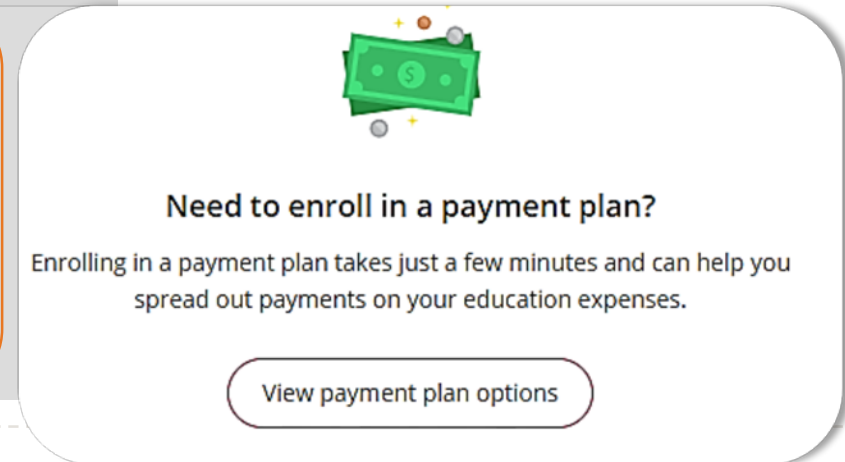 $
Need to enroll in a payment plan?
Enrolling in a payment plan takes just a few minutes and can help you
spread out payments on your education expenses.
View payment plan options